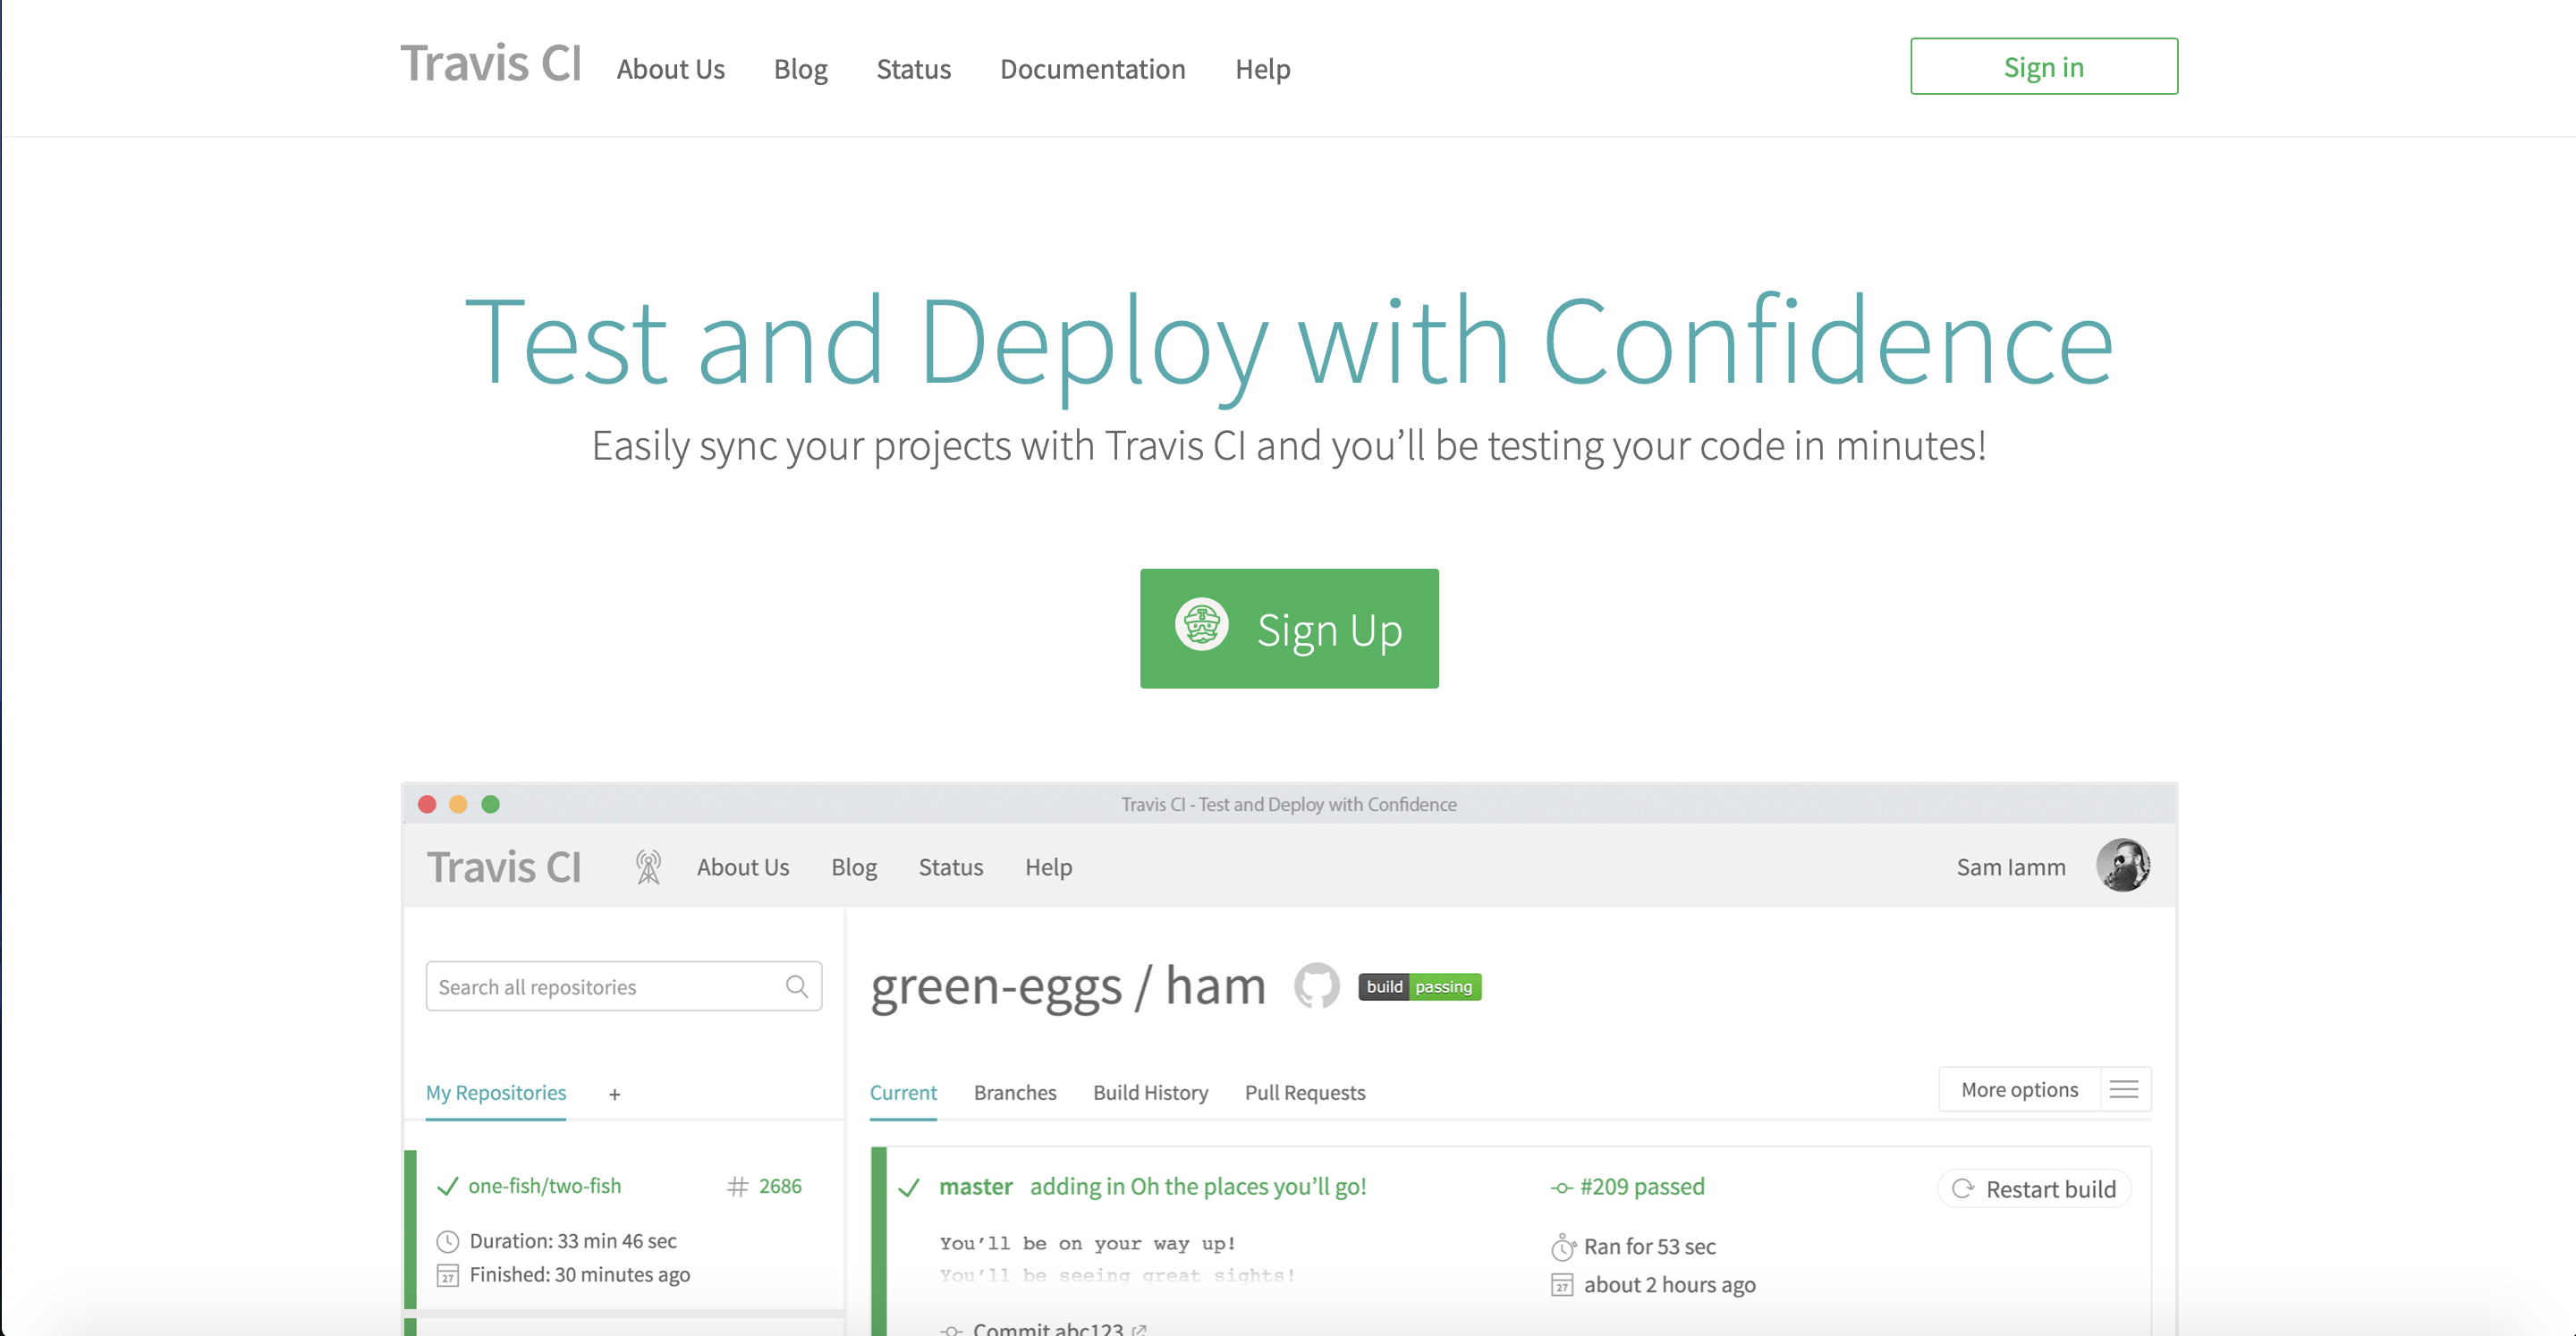 Travis CI About Us Blog Status Documentation Help Sign in
Test and Deploy with Confidence
Easily sync your projects with Travis CI and you’ll be testing your code in minutes!
Sign Up
Travis CI - Test and Deploy with Confidence
Travis CI About Us Blog Status Help Sam Iamm
Search all repositories
green-eggs / ham build passing
My Repositories +
Current Branches Build History Pull Requests More options
one-fish/two-fish # 2686
Duration: 33 min 46 sec
27 Finished: 30 minutes ago
master adding in Oh the places you’ll go! #209 passed Restart build
You’ll be on your way up! Ran for 53 sec
You’ll be seeing great sights! 27 about 2 hours ago
Commit abc123